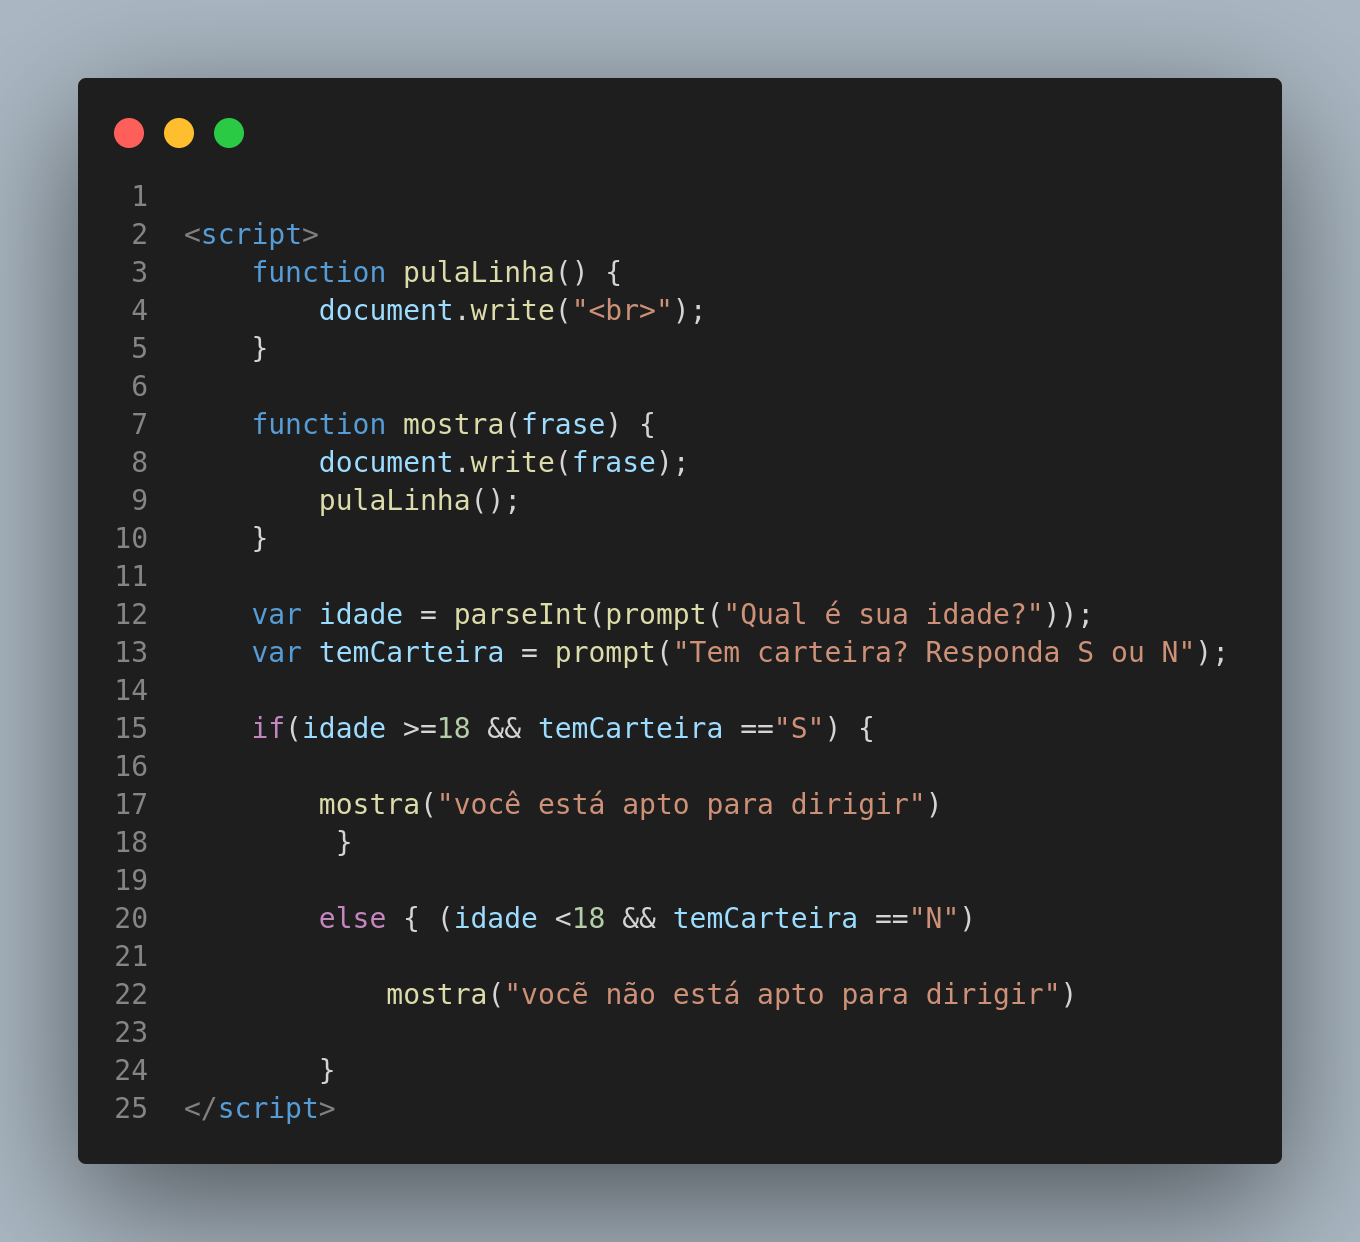 1
2 <script>
3     function pulaLinha() {
4         document.write("<br>");
5     }
6
7     function mostra(frase) {
8         document.write(frase);
9         pulaLinha();
10     }
11
12     var idade = parseInt(prompt("Qual é sua idade?"));
13     var temCarteira = prompt("Tem carteira? Responda S ou N");
14
15     if(idade >=18 && temCarteira =="S") {
16
17         mostra("você está apto para dirigir")
18          }
19
20         else { (idade <18 && temCarteira =="N")
21
22             mostra("vocẽ não está apto para dirigir")
23
24         }
25 </script>